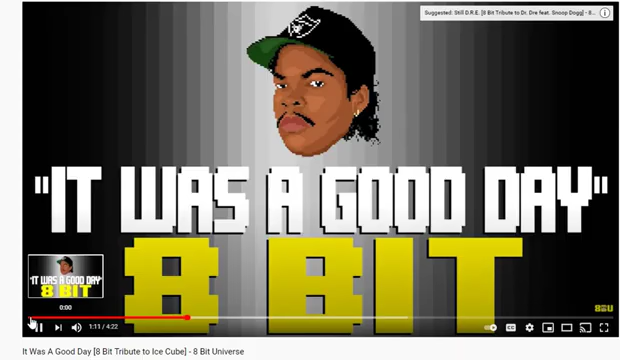 Suggested: Still D.R.E. [8 Bit Tribute to Dr. Dre feat. Snoop Dogg] - 8...
"IT WAS A GOOD DAY"
8 BIT
"IT WAS A GOOD DAY"
8 BIT
0:00
8BU
1:11 / 4:22
CC
It Was A Good Day [8 Bit Tribute to Ice Cube] - 8 Bit Universe